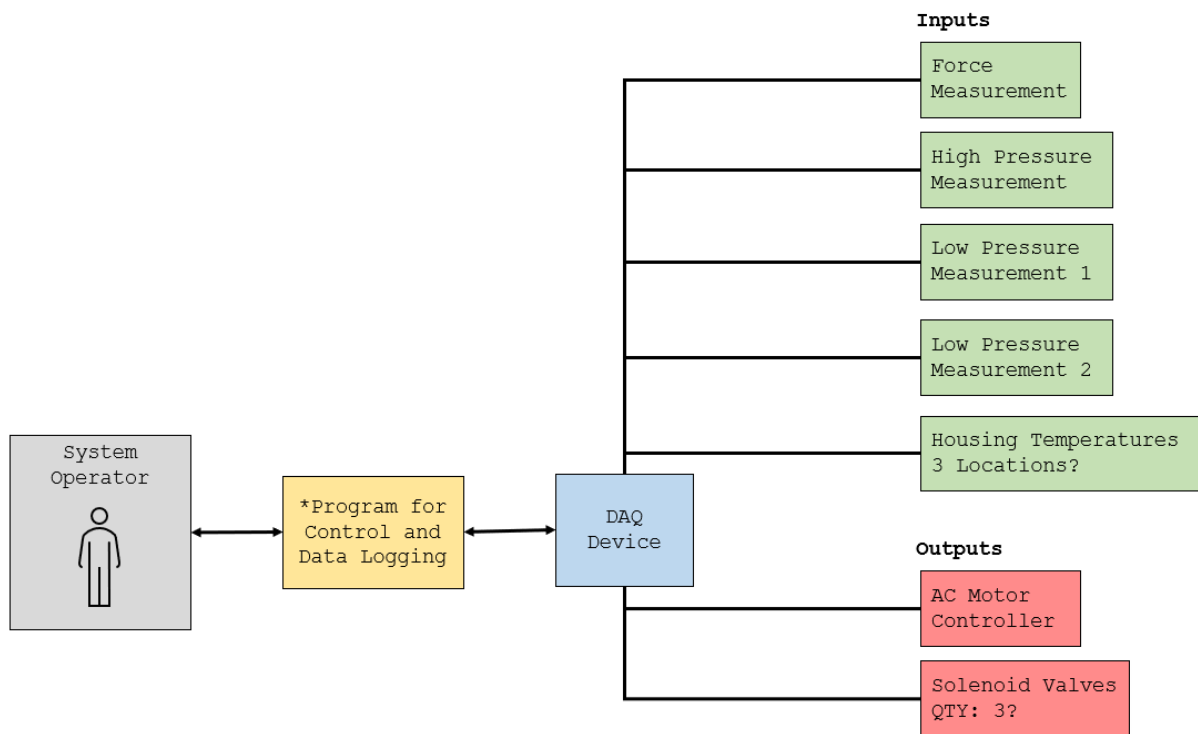 Inputs
Force
Measurement
High Pressure
Measurement
Low Pressure
Measurement 1
Low Pressure
Measurement 2
Housing Temperatures
3 Locations?
System
Operator
*Program for
Control and
Data Logging
DAQ
Device
Outputs
AC Motor
Controller
Solenoid Valves
QTY: 3?